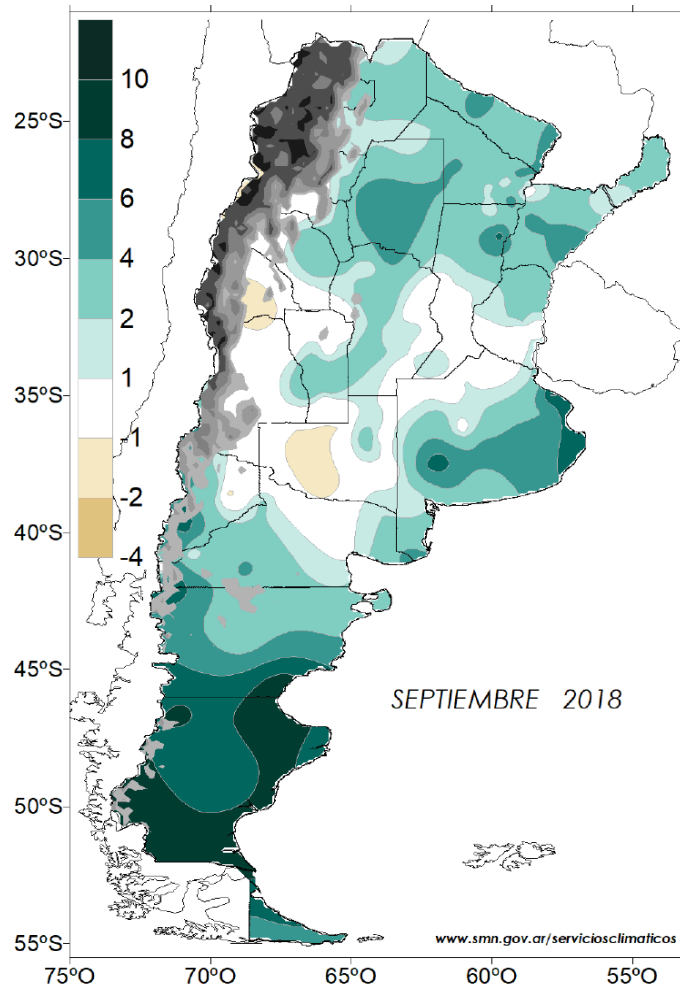 10
8
6
4
2
1
-1
-2
-4
25ºS
30ºS
35ºS
40ºS
45ºS
50ºS
55ºS
SEPTIEMBRE 2018
www.smn.gov.ar/serviciosclimaticos
75ºO 70ºO 65ºO 60ºO 55ºO